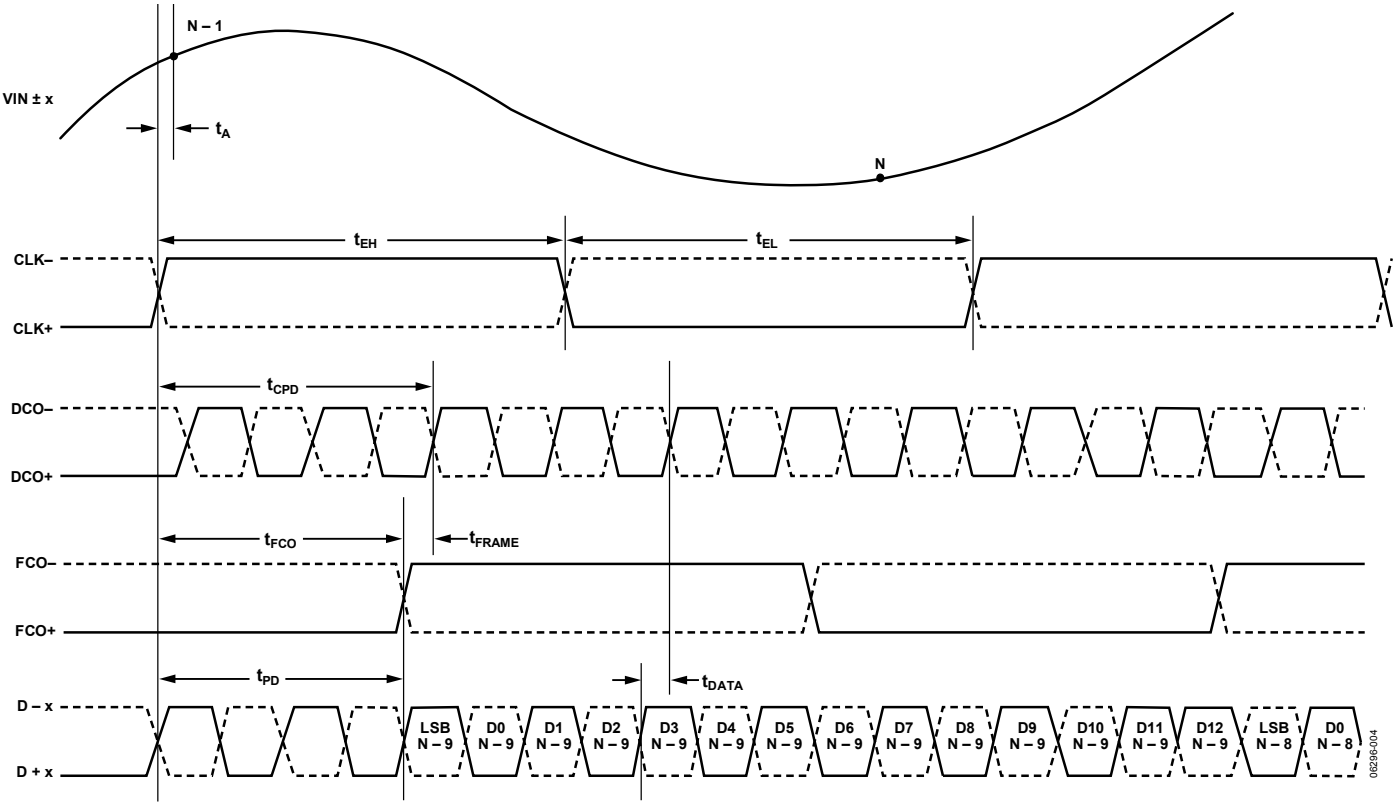 N – 1
VIN ± x
tA
N
tEH
tEL
CLK–
CLK+
tCPD
DCO–
DCO+
tFCO
tFRAME
FCO–
FCO+
tPD
tDATA
D – x
LSB D0 D1 D2 D3 D4 D5 D6 D7 D8 D9 D10 D11 D12 LSB D0
N – 9 N – 9 N – 9 N – 9 N – 9 N – 9 N – 9 N – 9 N – 9 N – 9 N – 9 N – 9 N – 9 N – 9 N – 8 N – 8
D + x
06296-004